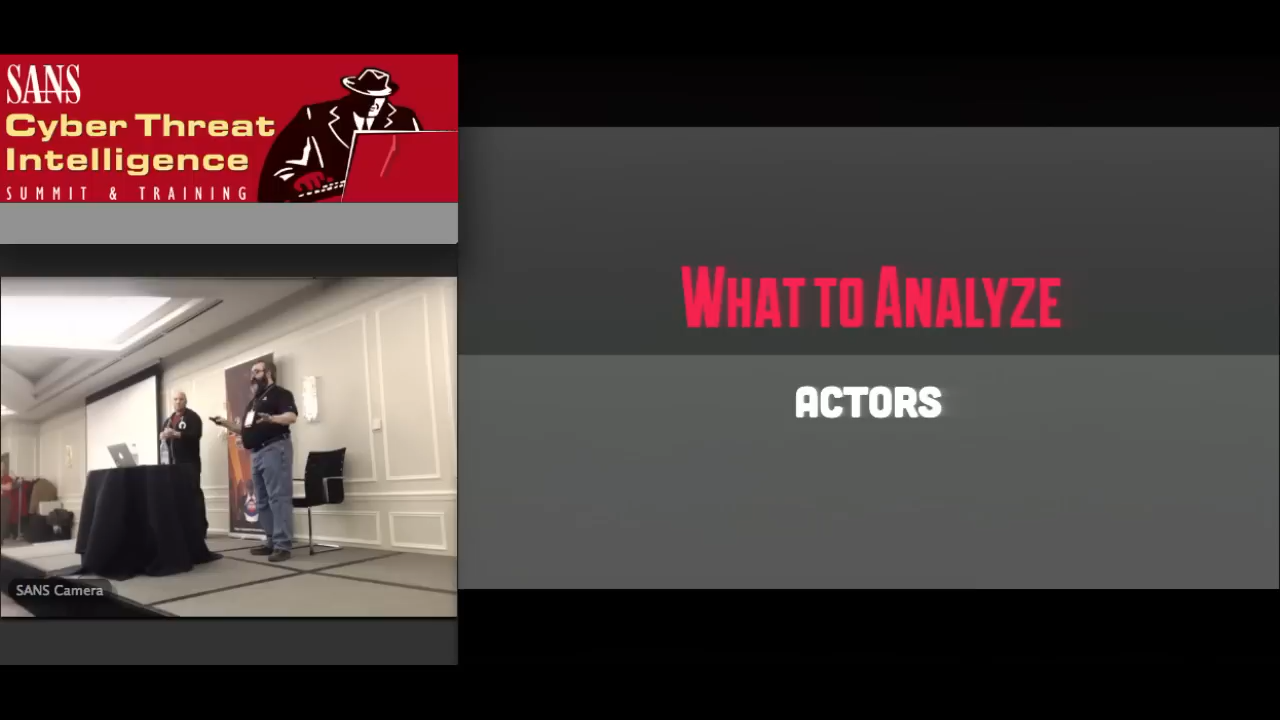 SANS
Cyber Threat
Intelligence
SUMMIT & TRAINING
WHAT TO ANALYZE
ACTORS
SANS Camera